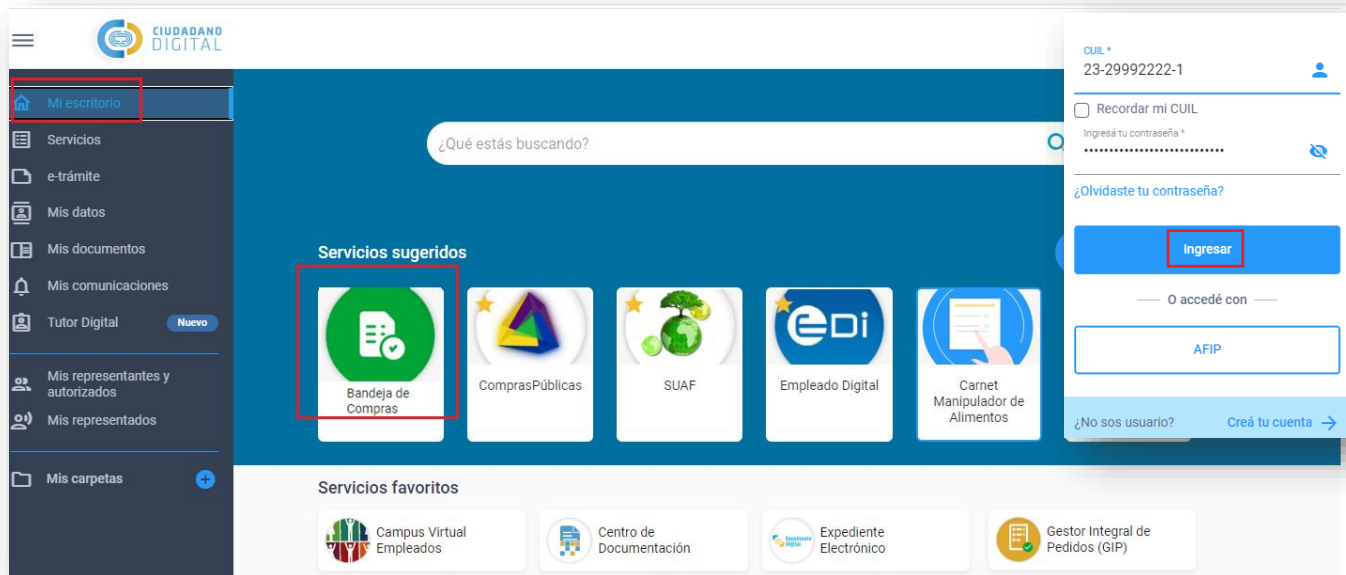 CIUDADANO
DIGITAL
Mi escritorio
Servicios
e-trámite
Mis datos
Mis documentos
Mis comunicaciones
Tutor Digital
Nuevo
Mis representantes y
autorizados
Mis representados
Mis carpetas
¿Qué estás buscando?
Servicios sugeridos
Bandeja de
Compras
ComprasPúblicas
SUAF
eDi
Empleado Digital
Carnet
Manipulador de
Alimentos
Servicios favoritos
Campus Virtual
Empleados
Centro de
Documentación
Expediente
Electrónico
Gestor Integral de
Pedidos (GIP)
CUIL *
23-29992222-1
Recordar mi CUIL
Ingresá tu contraseña *
¿Olvidaste tu contraseña?
Ingresar
O accedé con
AFIP
¿No sos usuario?
Creá tu cuenta